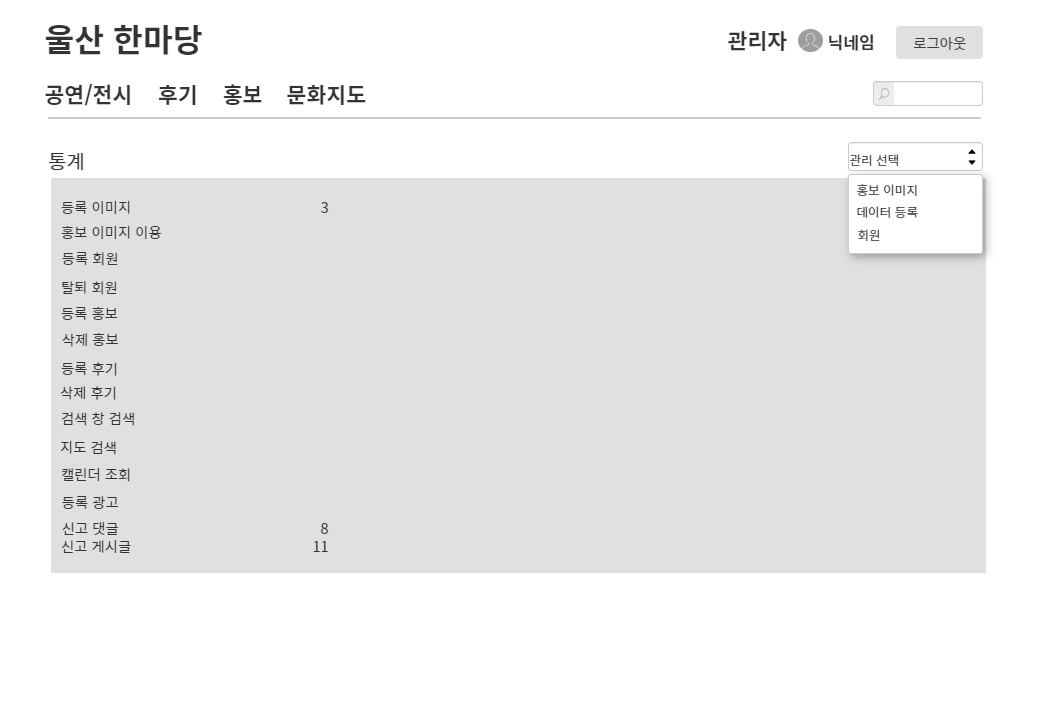 울산 한마당
관리자 닉네임 로그아웃
공연/전시 후기 홍보 문화지도
통계
관리 선택
홍보 이미지
데이터 등록
회원
등록 이미지 3
홍보 이미지 이용
등록 회원
탈퇴 회원
등록 홍보
삭제 홍보
등록 후기
삭제 후기
검색 창 검색
지도 검색
캘린더 조회
등록 광고
신고 댓글 8
신고 게시글 11